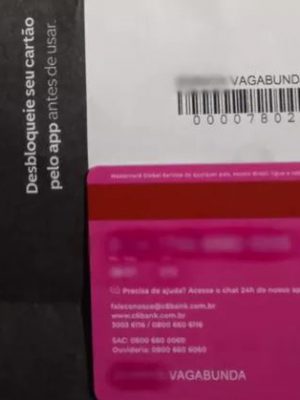 Desbloqueie seu cartão
pelo app antes de usar.
VAGABUND
00007802
Precisa de ajuda? Acesse o chat 24h do nosso
faleconosco@c6bank.com.br
www.c6bank.com.br
3003 6116 / 0800 660 6116
SAC: 0800 660 0060
Ouvidoria: 0800 660 6060
VAGABUNDA